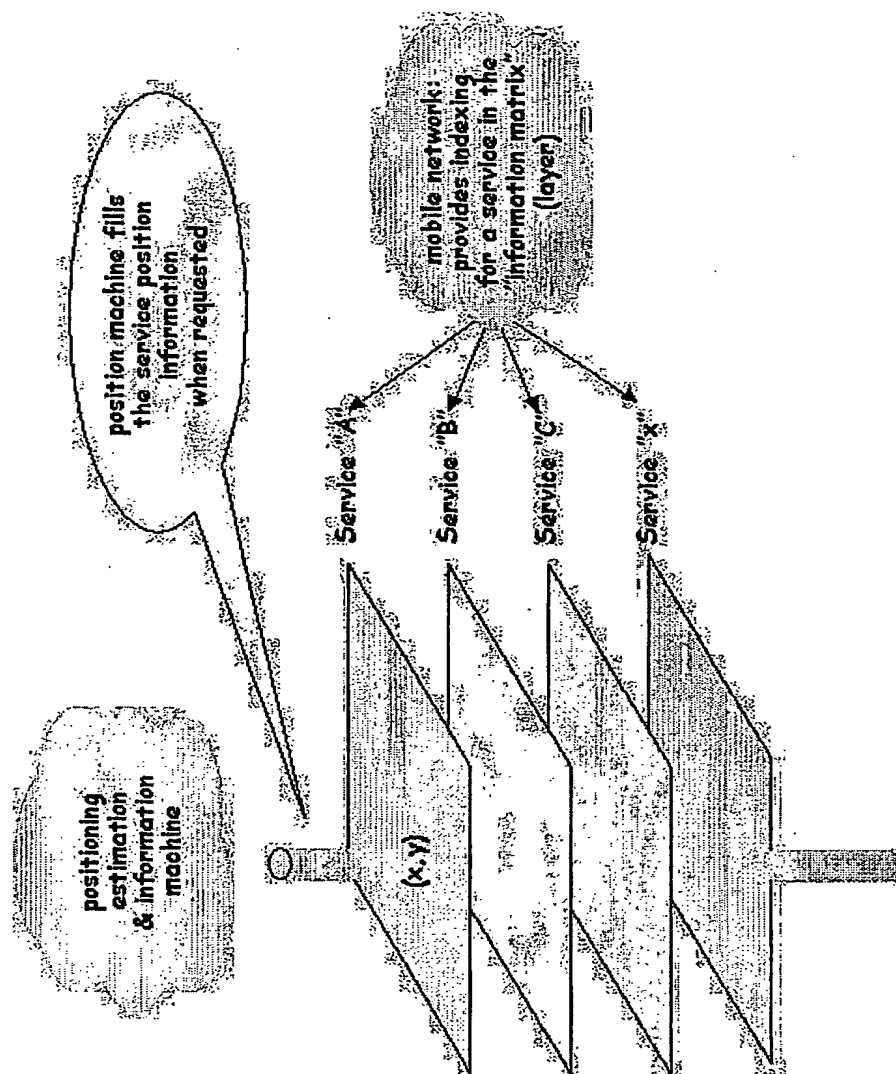 positioning
estimation
& information
machine
position machine fills
the service position
information
when requested
(x,y)
Service "A"
Service "B"
Service "C"
Service "x"
mobile network:
provides indexing
for a service in the
"information matrix"
(layer)